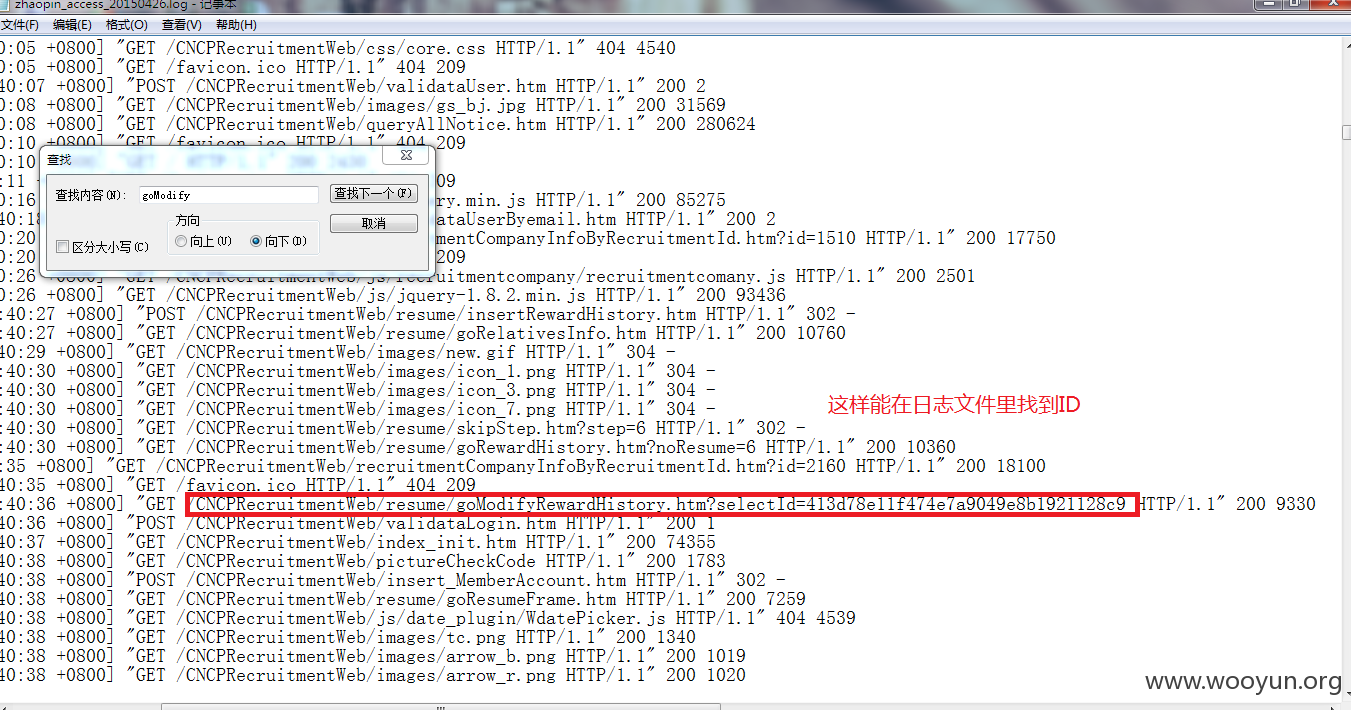 zhaopin_access_20150426.log - 记事本
文件(F) 编辑(E) 格式(O) 查看(V) 帮助(H)
0:05 +0800] "GET /CNCPRecruitmentWeb/css/core.css HTTP/1.1" 404 4540
0:05 +0800] "GET /favicon.ico HTTP/1.1" 404 209
40:07 +0800] "POST /CNCPRecruitmentWeb/validataUser.htm HTTP/1.1" 200 2
0:08 +0800] "GET /CNCPRecruitmentWeb/images/gs_bj.jpg HTTP/1.1" 200 31569
0:08 +0800] "GET /CNCPRecruitmentWeb/queryAllNotice.htm HTTP/1.1" 200 280624
0:10 +0800] "GET /favicon.ico HTTP/1.1" 404 209
0:10
:11
09
0:16
ry.min.js HTTP/1.1" 200 85275
40:18
dataUserByemail.htm HTTP/1.1" 200 2
0:20
mentCompanyInfoByRecruitmentId.htm?id=1510 HTTP/1.1" 200 17750
0:20
209
0:26
/recruitmentcompany/recruitmentcomany.js HTTP/1.1" 200 2501
查找
查找内容(N):
goModify
查找下一个(F)
方向
取消
区分大小写(C)
向上(U)
向下(D)
0:26 +0800] "GET /CNCPRecruitmentWeb/js/jquery-1.8.2.min.js HTTP/1.1" 200 93436
:40:27 +0800] "POST /CNCPRecruitmentWeb/resume/insertRewardHistory.htm HTTP/1.1" 302 -
:40:27 +0800] "GET /CNCPRecruitmentWeb/resume/goRelativesInfo.htm HTTP/1.1" 200 10760
:40:29 +0800] "GET /CNCPRecruitmentWeb/images/new.gif HTTP/1.1" 304 -
:40:30 +0800] "GET /CNCPRecruitmentWeb/images/icon_1.png HTTP/1.1" 304 -
:40:30 +0800] "GET /CNCPRecruitmentWeb/images/icon_3.png HTTP/1.1" 304 -
:40:30 +0800] "GET /CNCPRecruitmentWeb/images/icon_7.png HTTP/1.1" 304 -
这样能在日志文件里找到ID
:40:30 +0800] "GET /CNCPRecruitmentWeb/resume/skipStep.htm?step=6 HTTP/1.1" 302 -
:40:30 +0800] "GET /CNCPRecruitmentWeb/resume/goRewardHistory.htm?noResume=6 HTTP/1.1" 200 10360
:35 +0800] "GET /CNCPRecruitmentWeb/recruitmentCompanyInfoByRecruitmentId.htm?id=2160 HTTP/1.1" 200 18100
40:35 +0800] "GET /favicon.ico HTTP/1.1" 404 209
:40:36 +0800] "GET /CNCPRecruitmentWeb/resume/goModifyRewardHistory.htm?selectId=413d78e11f474e7a9049e8b1921128c9 HTTP/1.1" 200 9330
40:36 +0800] "POST /CNCPRecruitmentWeb/validataLogin.htm HTTP/1.1" 200 1
40:37 +0800] "GET /CNCPRecruitmentWeb/index_init.htm HTTP/1.1" 200 74355
40:38 +0800] "GET /CNCPRecruitmentWeb/pictureCheckCode HTTP/1.1" 200 1783
40:38 +0800] "POST /CNCPRecruitmentWeb/insert_MemberAccount.htm HTTP/1.1" 302 -
40:38 +0800] "GET /CNCPRecruitmentWeb/resume/goResumeFrame.htm HTTP/1.1" 200 7259
40:38 +0800] "GET /CNCPRecruitmentWeb/js/date_plugin/WdatePicker.js HTTP/1.1" 404 4539
40:38 +0800] "GET /CNCPRecruitmentWeb/images/tc.png HTTP/1.1" 200 1340
40:38 +0800] "GET /CNCPRecruitmentWeb/images/arrow_b.png HTTP/1.1" 200 1019
40:38 +0800] "GET /CNCPRecruitmentWeb/images/arrow_r.png HTTP/1.1" 200 1020
www.wooyun.org